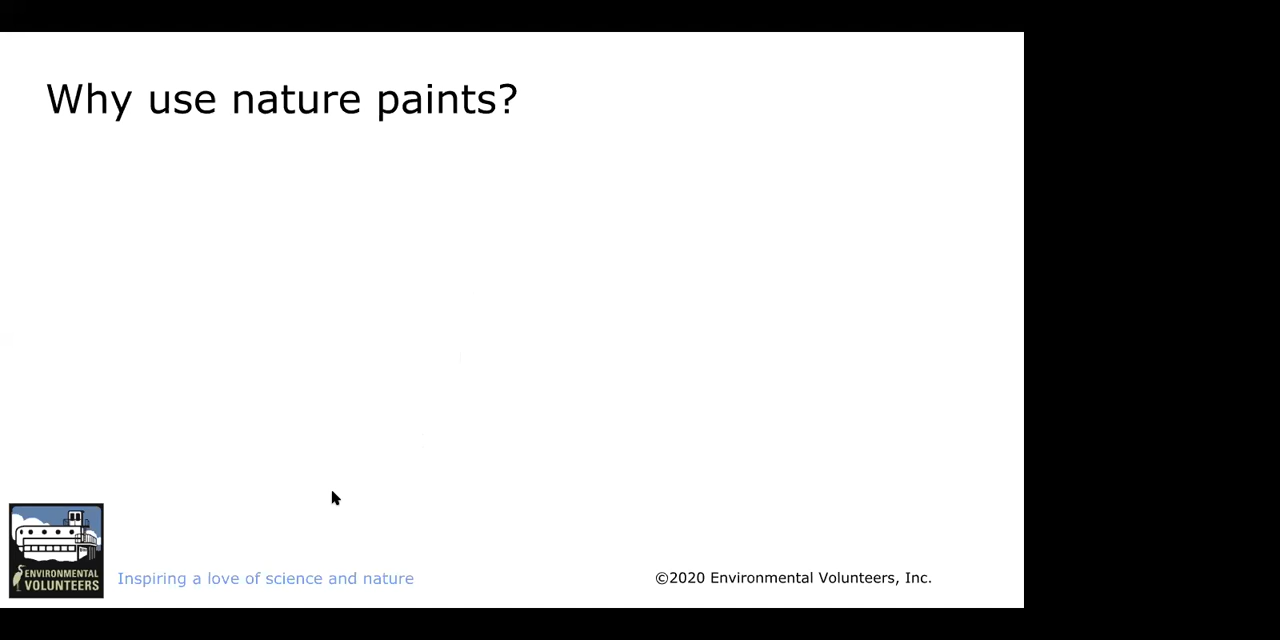 Why use nature paints?
ENVIRONMENTAL
VOLUNTEERS
Inspiring a love of science and nature
©2020 Environmental Volunteers, Inc.